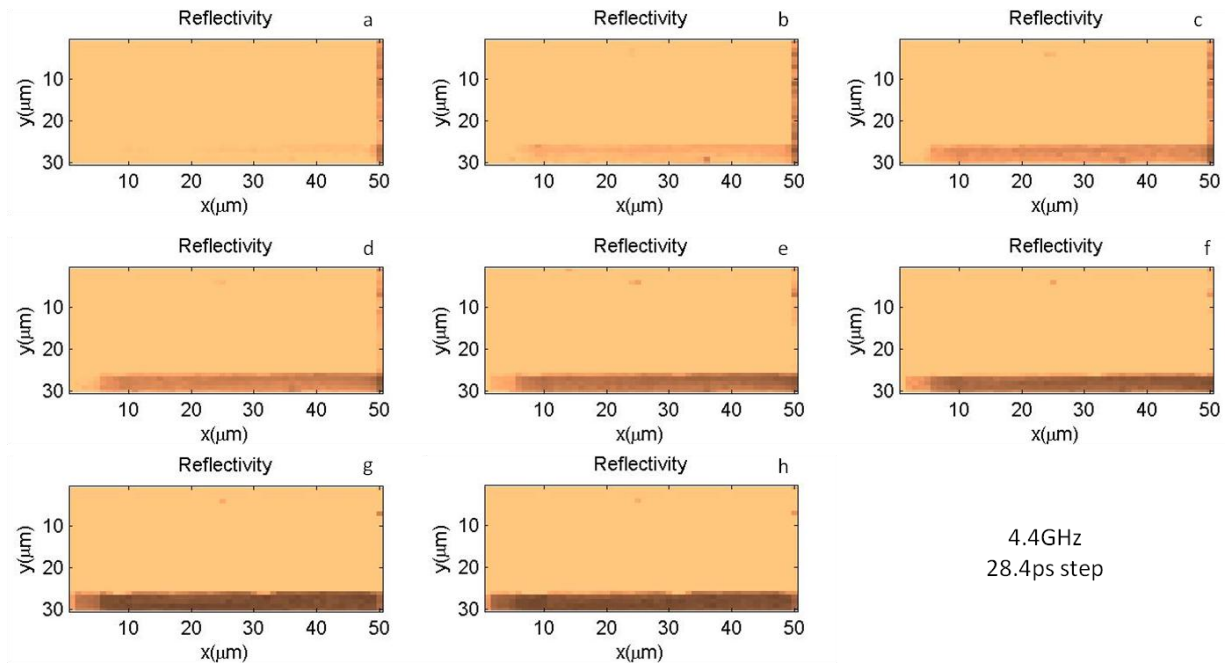 Reflectivity a
10
20
30
y(μm)
10 20 30 40 50
x(μm)
Reflectivity b
10
20
30
y(μm)
10 20 30 40 50
x(μm)
Reflectivity c
10
20
30
y(μm)
10 20 30 40 50
x(μm)
Reflectivity d
10
20
30
y(μm)
10 20 30 40 50
x(μm)
Reflectivity e
10
20
30
y(μm)
10 20 30 40 50
x(μm)
Reflectivity f
10
20
30
y(μm)
10 20 30 40 50
x(μm)
Reflectivity g
10
20
30
y(μm)
10 20 30 40 50
x(μm)
Reflectivity h
10
20
30
y(μm)
10 20 30 40 50
x(μm)
4.4GHz
28.4ps step